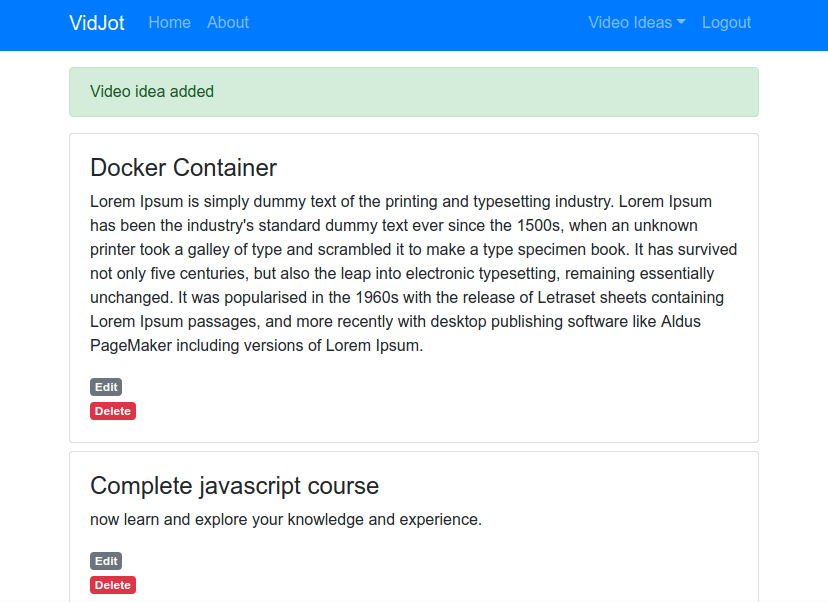 VidJot Home About Video Ideas Logout
Video idea added
Docker Container
Lorem Ipsum is simply dummy text of the printing and typesetting industry. Lorem Ipsum
has been the industry's standard dummy text ever since the 1500s, when an unknown
printer took a galley of type and scrambled it to make a type specimen book. It has survived
not only five centuries, but also the leap into electronic typesetting, remaining essentially
unchanged. It was popularised in the 1960s with the release of Letraset sheets containing
Lorem Ipsum passages, and more recently with desktop publishing software like Aldus
PageMaker including versions of Lorem Ipsum.
Edit
Delete
Complete javascript course
now learn and explore your knowledge and experience.
Edit
Delete